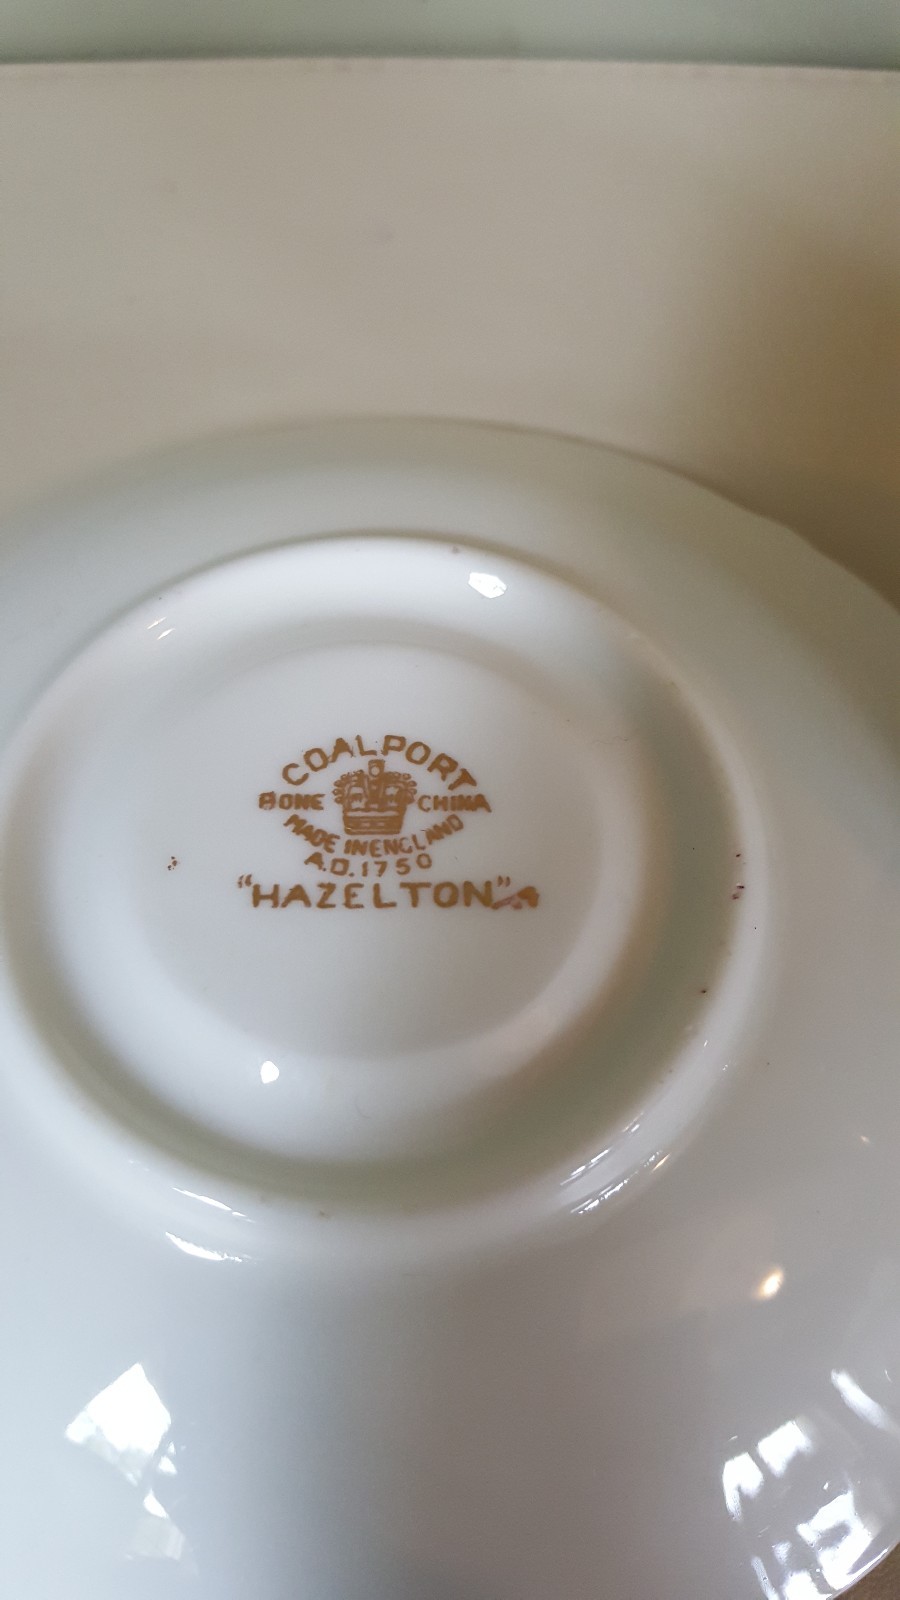 COALPORT
BONE CHINA
MADE IN ENGLAND
A.D. 1750
"HAZELTON"